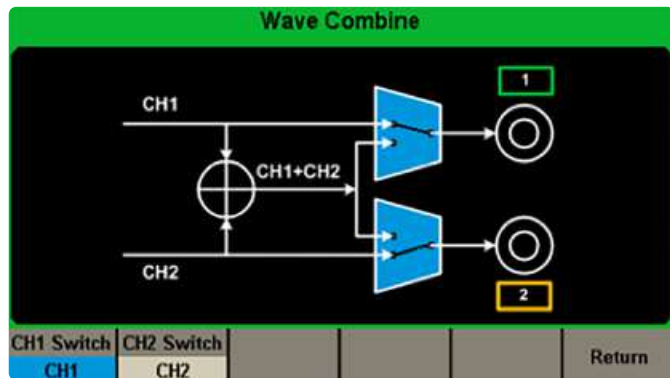 Wave Combine
1
CH1
CH1+CH2
CH2
2
CH1 Switch CH2 Switch
CH1 CH2
Return